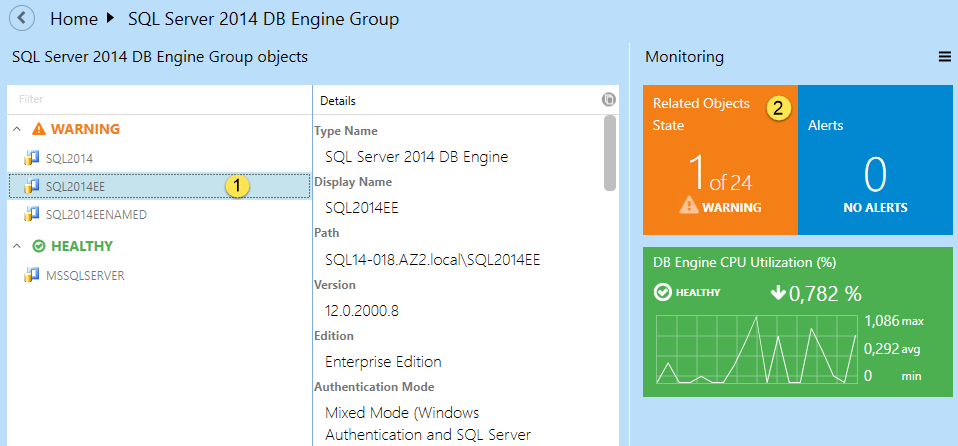 Home SQL Server 2014 DB Engine Group
SQL Server 2014 DB Engine Group objects
Filter
WARNING
SQL2014
SQL2014EE 1
SQL2014EENAMED
HEALTHY
MSSQLSERVER
Details
Type Name
SQL Server 2014 DB Engine
Display Name
SQL2014EE
Path
SQL14-018.AZ2.local\SQL2014EE
Version
12.0.2000.8
Edition
Enterprise Edition
Authentication Mode
Mixed Mode (Windows
Authentication and SQL Server
Monitoring
Related Objects 2
State
1 of 24
WARNING
Alerts
0
NO ALERTS
DB Engine CPU Utilization (%)
HEALTHY 0,782 %
1,086 max
0,292 avg
0 min